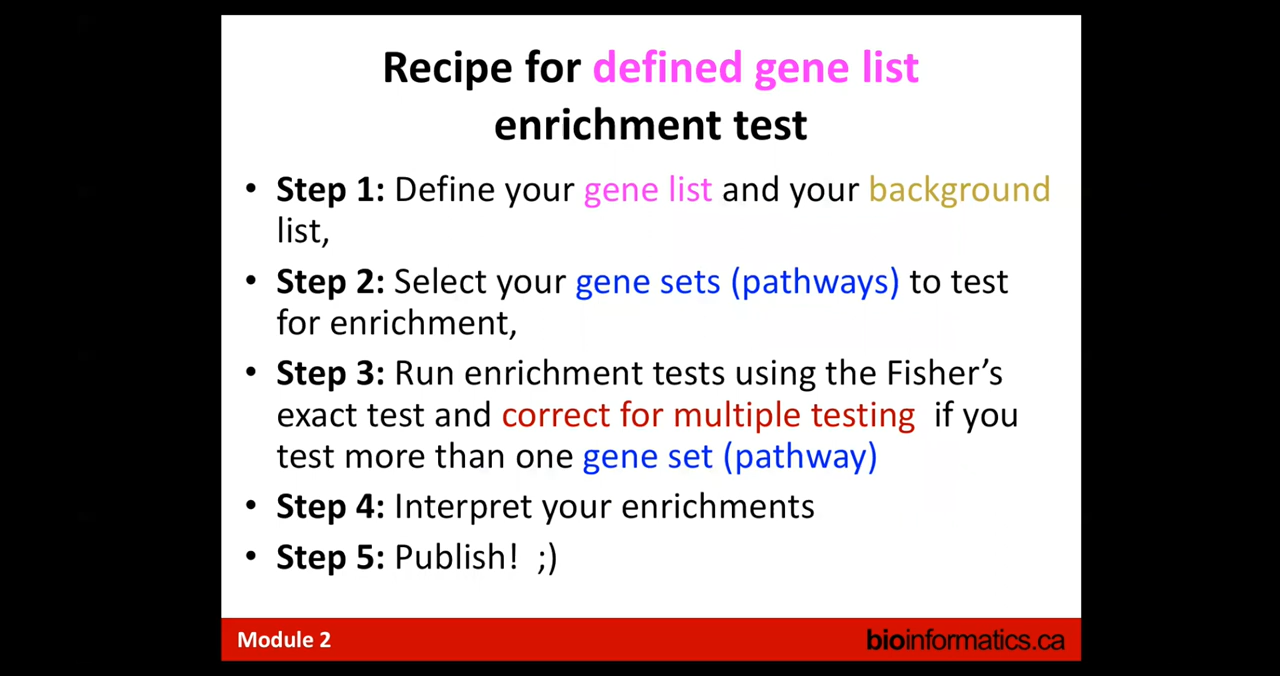 Recipe for defined gene list
enrichment test
• Step 1: Define your gene list and your background
list,
• Step 2: Select your gene sets (pathways) to test
for enrichment,
• Step 3: Run enrichment tests using the Fisher’s
exact test and correct for multiple testing if you
test more than one gene set (pathway)
• Step 4: Interpret your enrichments
• Step 5: Publish! ;)
Module 2
bioinformatics.ca